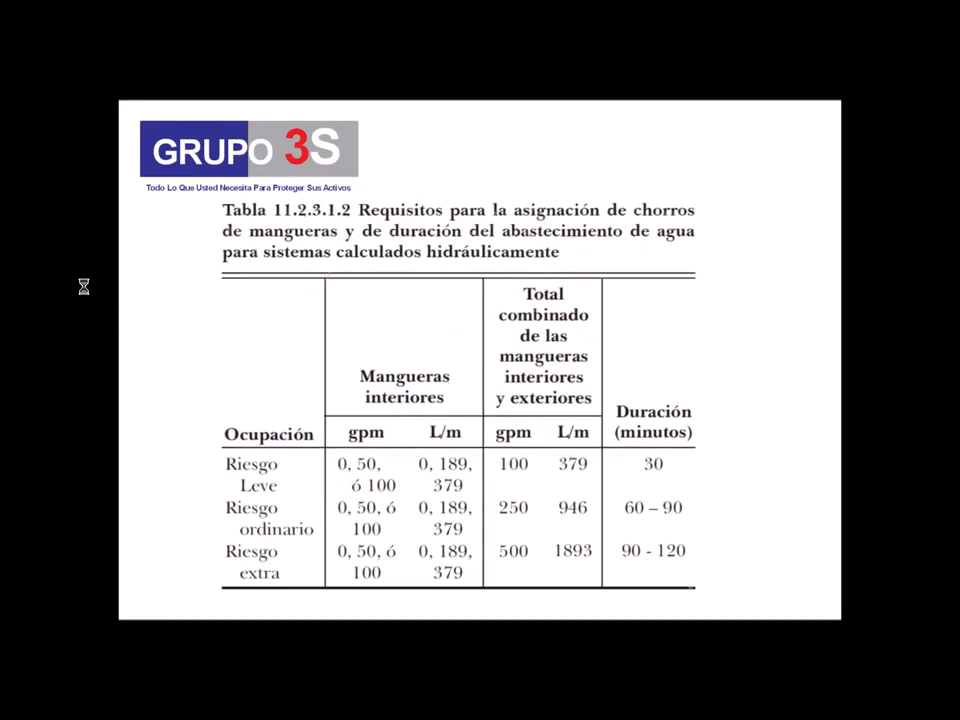 GRUPO 3S
Todo Lo Que Usted Necesita Para Proteger Sus Activos
Tabla 11.2.3.1.2 Requisitos para la asignación de chorros
de mangueras y de duración del abastecimiento de agua
para sistemas calculados hidráulicamente
Total
combinado
de las
mangueras
interiores
y exteriores
Mangueras
interiores
Duración
(minutos)
Ocupación gpm L/m gpm L/m
Riesgo 0, 50, 0, 189, 100 379 30
Leve ó 100 379
Riesgo 0, 50, ó 0, 189, 250 946 60 – 90
ordinario 100 379
Riesgo 0, 50, ó 0, 189, 500 1893 90 - 120
extra 100 379